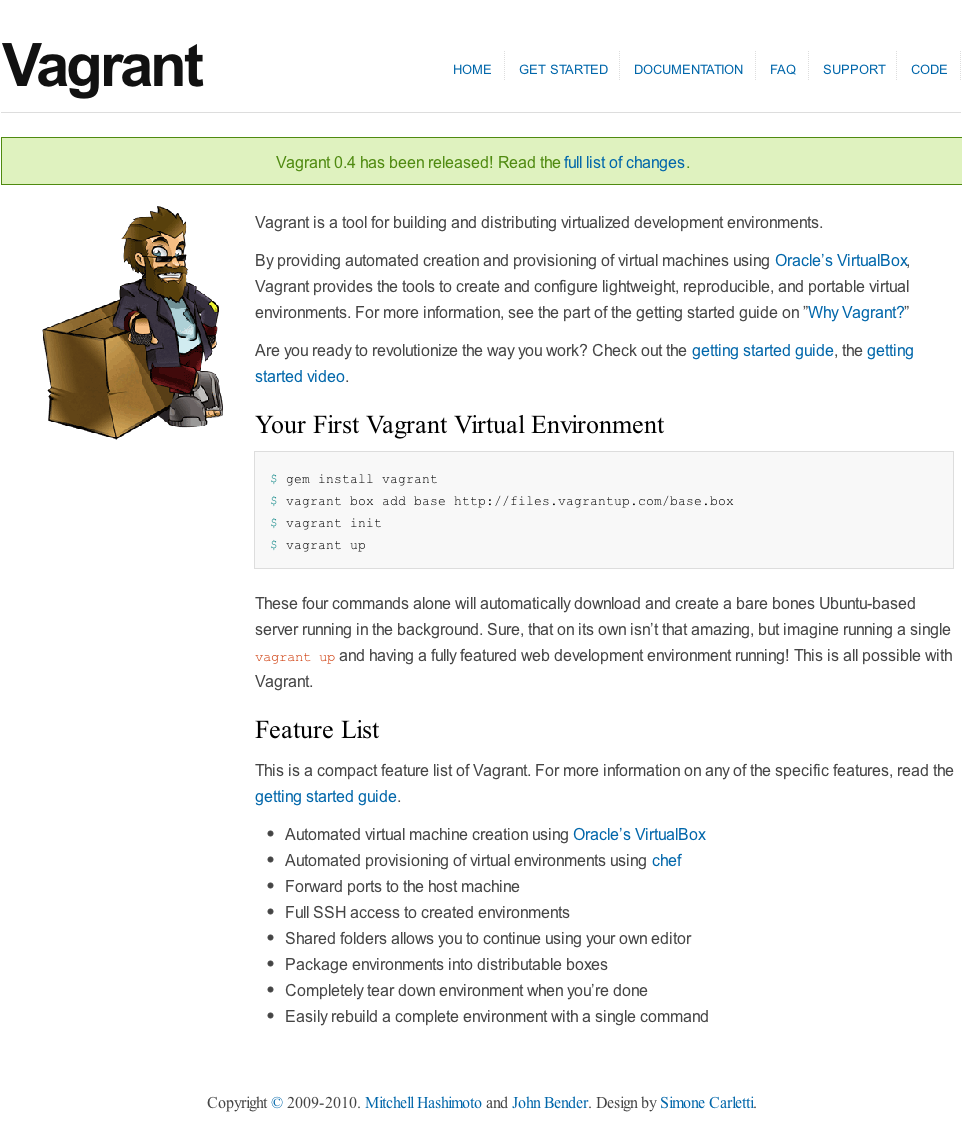 Vagrant
HOME
GET STARTED
DOCUMENTATION
FAQ
SUPPORT
CODE
Vagrant 0.4 has been released! Read the full list of changes.
Vagrant is a tool for building and distributing virtualized development environments.
By providing automated creation and provisioning of virtual machines using Oracle’s VirtualBox,
Vagrant provides the tools to create and configure lightweight, reproducible, and portable virtual
environments. For more information, see the part of the getting started guide on ”Why Vagrant?”
Are you ready to revolutionize the way you work? Check out the getting started guide, the getting
started video.
Your First Vagrant Virtual Environment
$ gem install vagrant
$ vagrant box add base http://files.vagrantup.com/base.box
$ vagrant init
$ vagrant up
These four commands alone will automatically download and create a bare bones Ubuntu-based
server running in the background. Sure, that on its own isn’t that amazing, but imagine running a single
vagrant up and having a fully featured web development environment running! This is all possible with
Vagrant.
Feature List
This is a compact feature list of Vagrant. For more information on any of the specific features, read the
getting started guide.
• Automated virtual machine creation using Oracle’s VirtualBox
• Automated provisioning of virtual environments using chef
• Forward ports to the host machine
• Full SSH access to created environments
• Shared folders allows you to continue using your own editor
• Package environments into distributable boxes
• Completely tear down environment when you’re done
• Easily rebuild a complete environment with a single command
Copyright © 2009-2010. Mitchell Hashimoto and John Bender. Design by Simone Carletti.